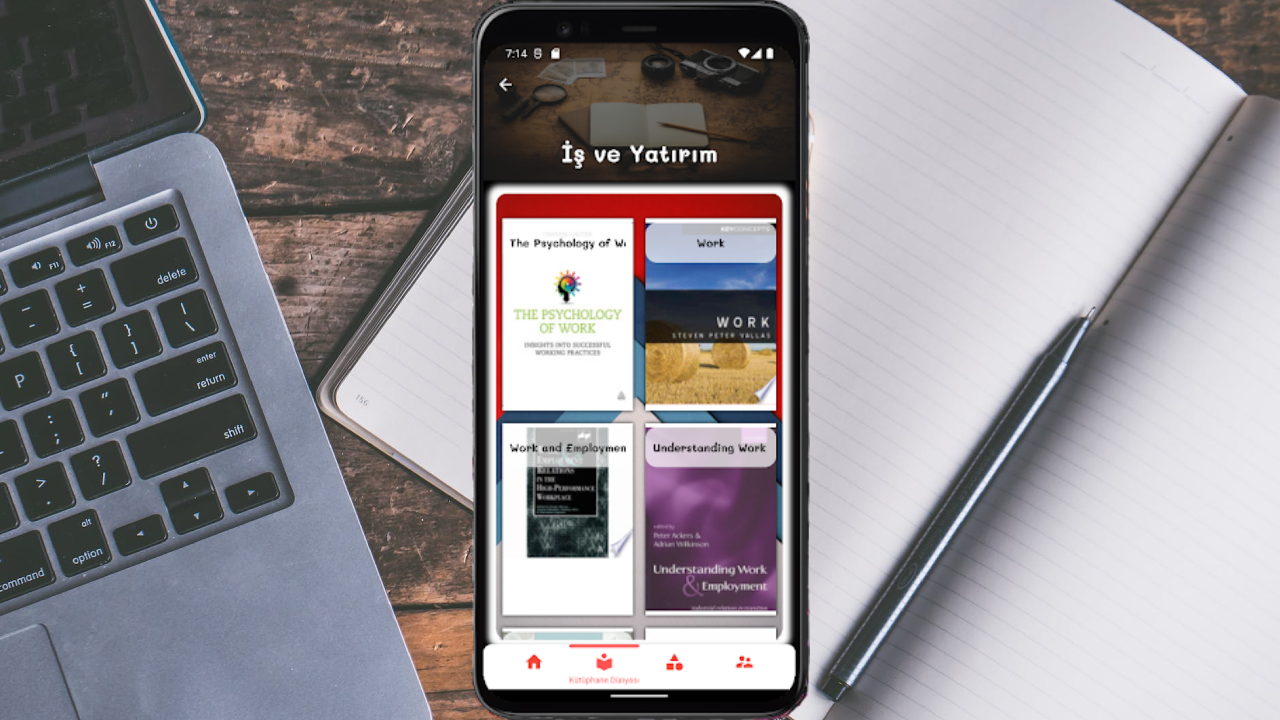 7:14
İş ve Yatırım
The Psychology of Wo
THE PSYCHOLOGY
OF WORK
INSIGHTS INTO SUCCESSFUL
WORKING PRACTICES
KEYCONCEPTS
Work
WORK
STEVEN PETER VALLAS
Work and Employmen
EMPLOYMENT
RELATIONS
IN THE
HIGH-PERFORMANCE
WORKPLACE
Understanding Work
edited by
Peter Ackers &
Adrian Wilkinson
Understanding Work
& Employment
industrial relations in transition
Kütüphane Dünyası
156
F11
F12
delete
+
=
-
P
{
[
}
]
|
\
enter
return
:
;
"
'
shift
>
.
?
/
alt
option
command